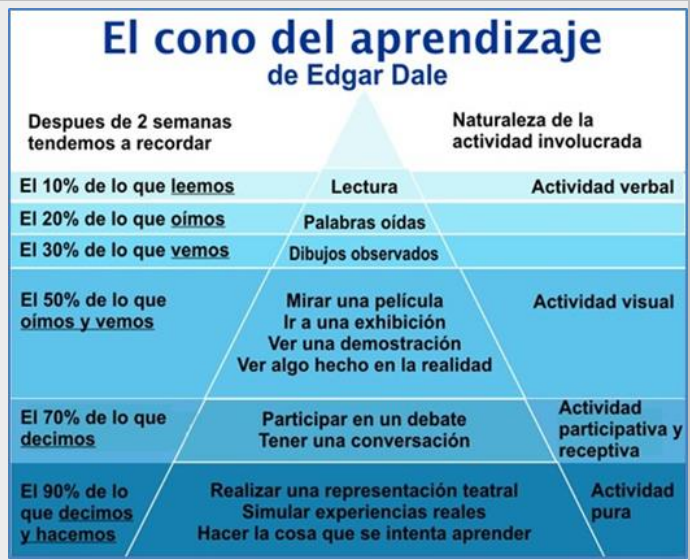 El cono del aprendizaje
de Edgar Dale
Despues de 2 semanas
tendemos a recordar
Naturaleza de la
actividad involucrada
El 10% de lo que leemos
Lectura
Actividad verbal
El 20% de lo que oímos
Palabras oídas
El 30% de lo que vemos
Dibujos observados
El 50% de lo que
oímos y vemos
Mirar una película
Ir a una exhibición
Ver una demostración
Ver algo hecho en la realidad
Actividad visual
El 70% de lo que
decimos
Participar en un debate
Tener una conversación
Actividad
participativa y
receptiva
El 90% de lo
que decimos
y hacemos
Realizar una representación teatral
Simular experiencias reales
Hacer la cosa que se intenta aprender
Actividad
pura